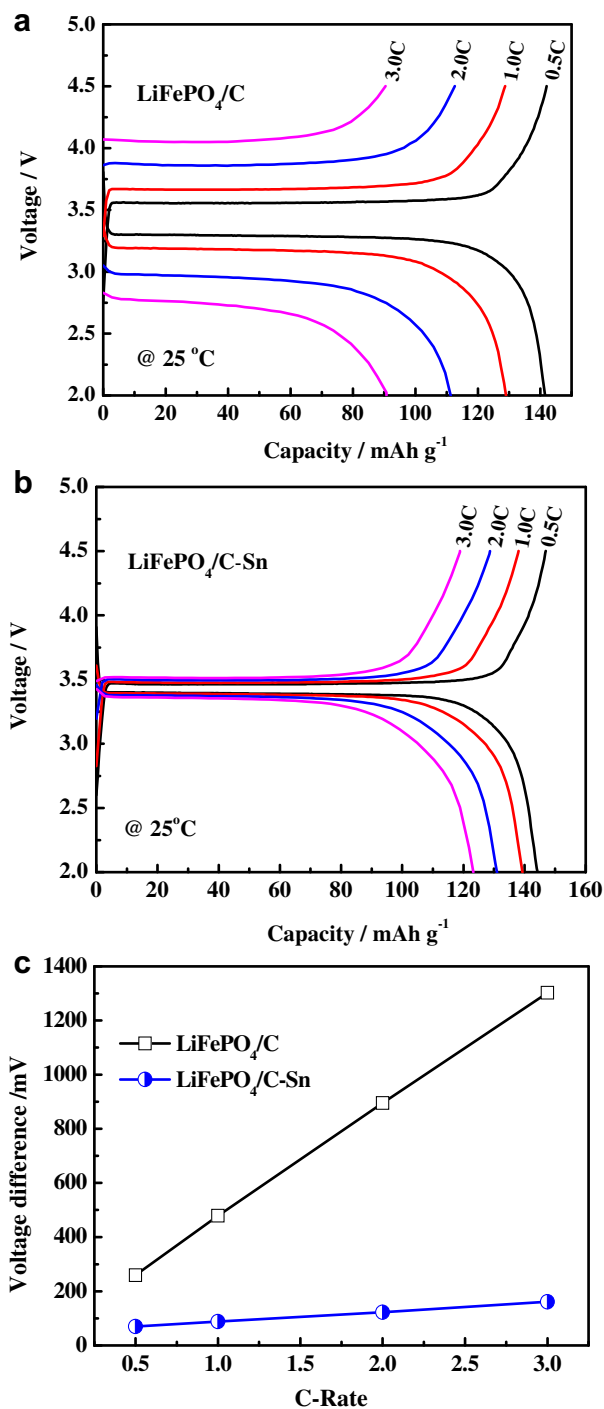 a
5.0
4.5
4.0
3.5
3.0
2.5
2.0
Voltage / V
LiFePO4/C
3.0C
2.0C
1.0C
0.5C
@ 25 °C
0 20 40 60 80 100 120 140
Capacity / mAh g-1
b
5.0
4.5
4.0
3.5
3.0
2.5
2.0
Voltage / V
LiFePO4/C-Sn
3.0C
2.0C
1.0C
0.5C
@ 25°C
0 20 40 60 80 100 120 140 160
Capacity / mAh g-1
c
1400
1200
1000
800
600
400
200
0
Voltage difference /mV
LiFePO4/C
LiFePO4/C-Sn
0.5 1.0 1.5 2.0 2.5 3.0
C-Rate